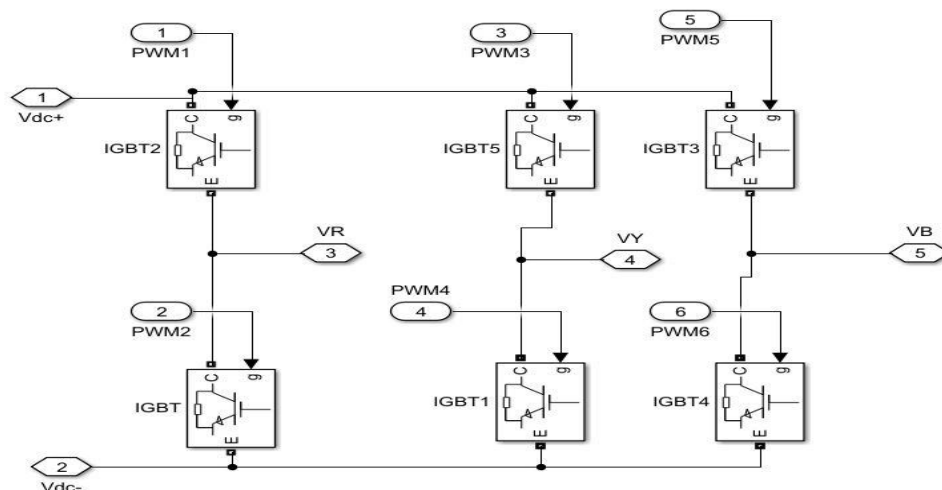 1
PWM1
3
PWM3
5
PWM5
1
Vdc+
C g
IGBT2
E
C g
IGBT5
E
C g
IGBT3
E
VR
3
VY
4
VB
5
2
PWM2
PWM4
4
6
PWM6
C g
IGBT
E
C g
IGBT1
E
C g
IGBT4
E
2
Vdc-